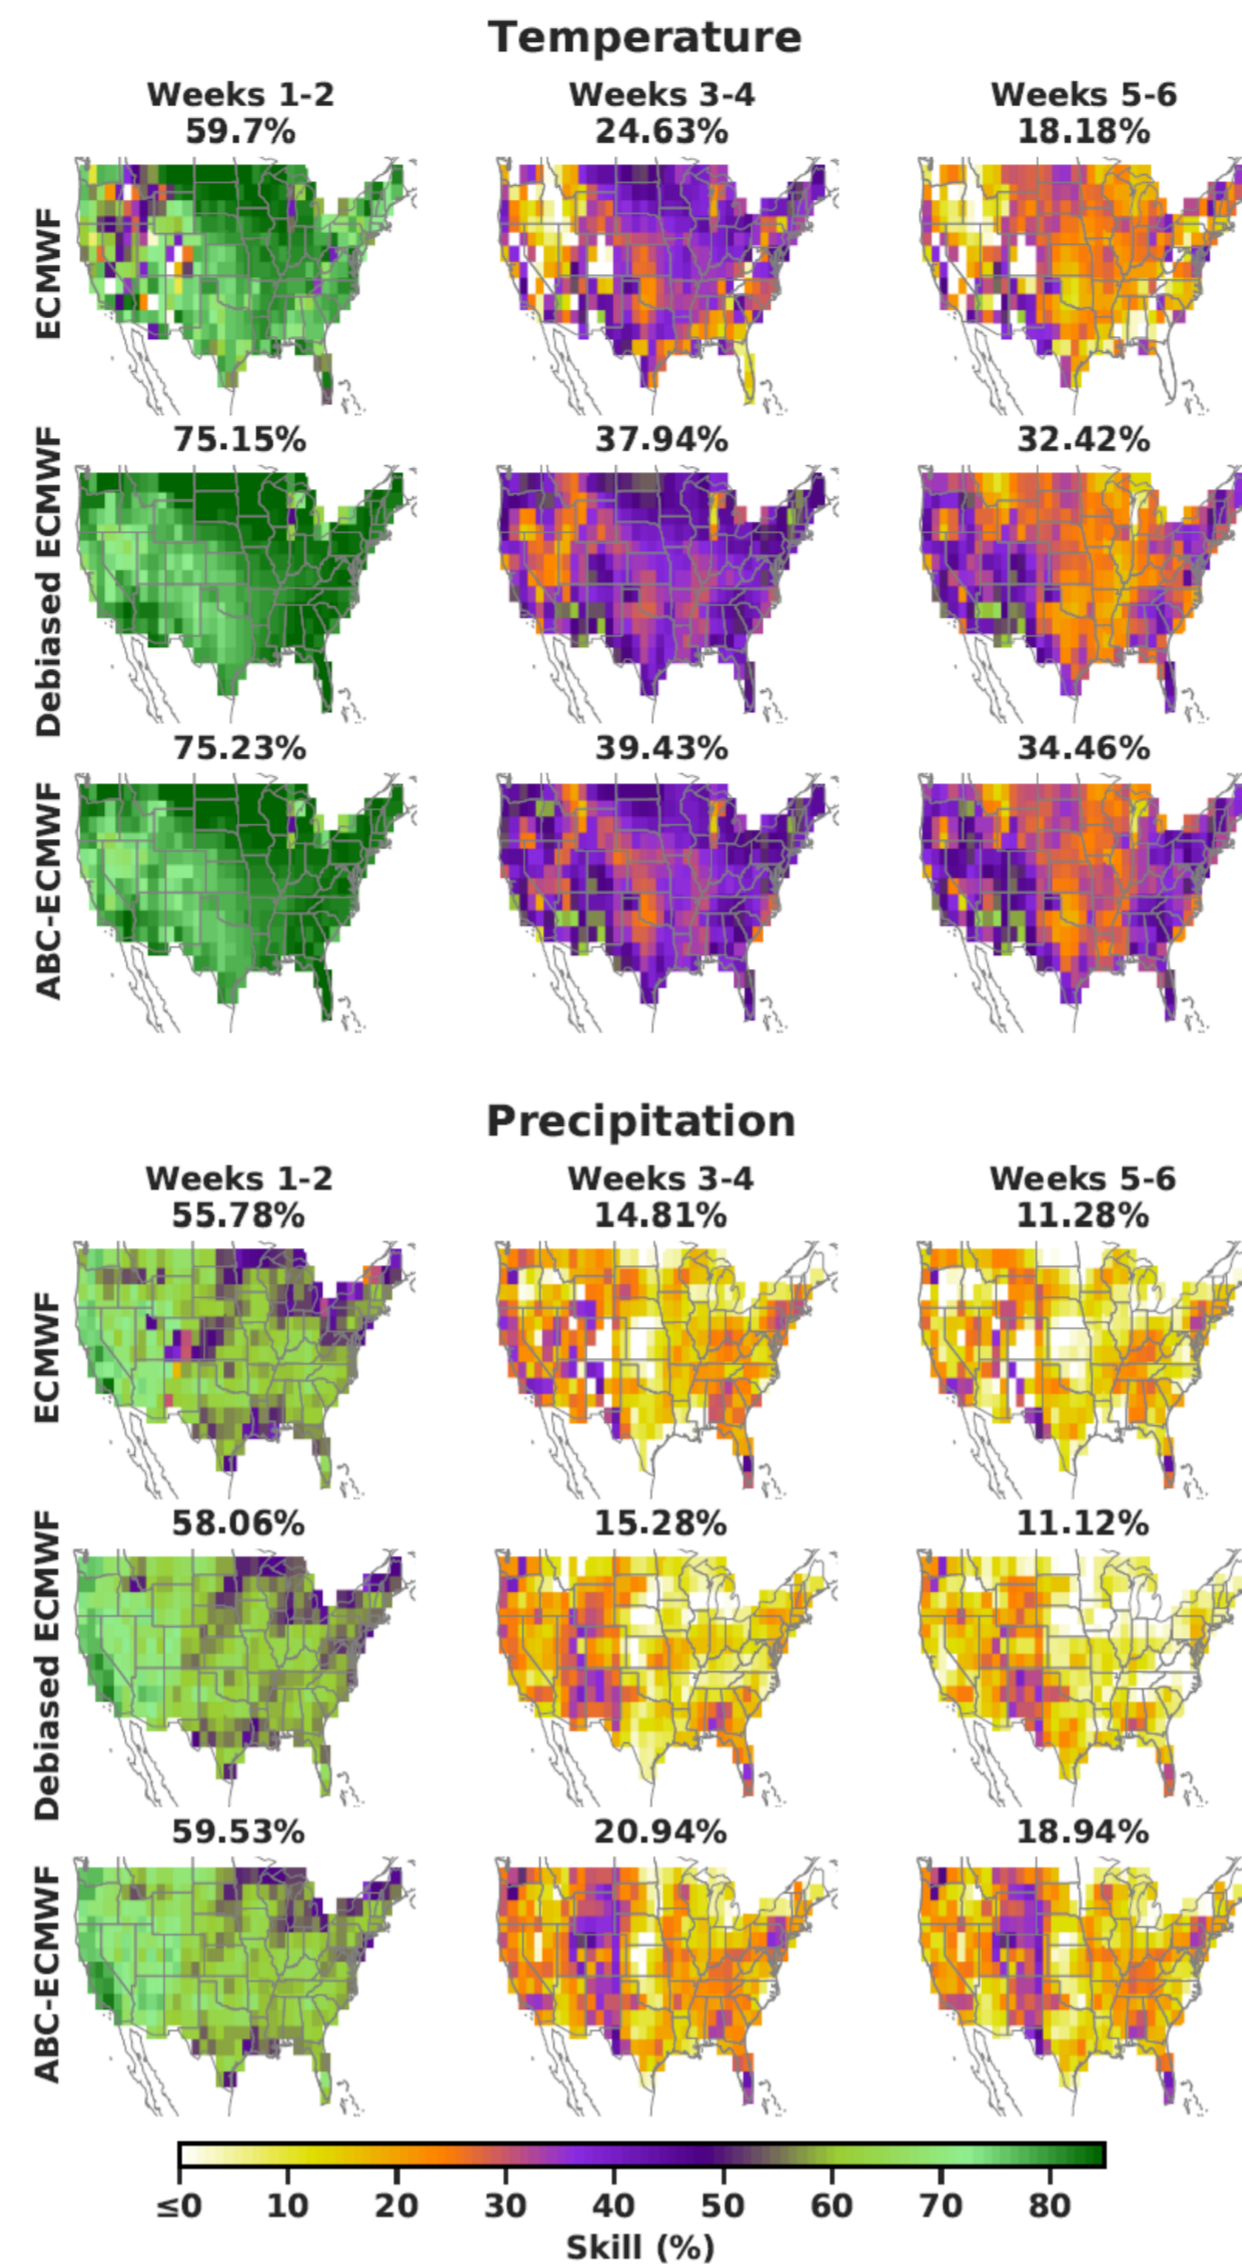 Temperature
Weeks 1-2 Weeks 3-4 Weeks 5-6
59.7% 24.63% 18.18%
ECMWF
75.15% 37.94% 32.42%
Debiased ECMWF
75.23% 39.43% 34.46%
ABC-ECMWF
Precipitation
Weeks 1-2 Weeks 3-4 Weeks 5-6
55.78% 14.81% 11.28%
ECMWF
58.06% 15.28% 11.12%
Debiased ECMWF
59.53% 20.94% 18.94%
ABC-ECMWF
≤0 10 20 30 40 50 60 70 80
Skill (%)